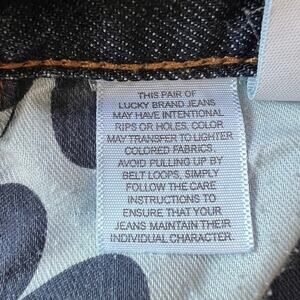 THIS PAIR OF
LUCKY BRAND JEANS
MAY HAVE INTENTIONAL
RIPS OR HOLES, COLOR
MAY TRANSFER TO LIGHTER
COLORED FABRICS,
AVOID PULLING UP BY
BELT LOOPS, SIMPLY
FOLLOW THE CARE
INSTRUCTIONS TO
ENSURE THAT YOUR
JEANS MAINTAIN THEIR
INDIVIDUAL CHARACTER.